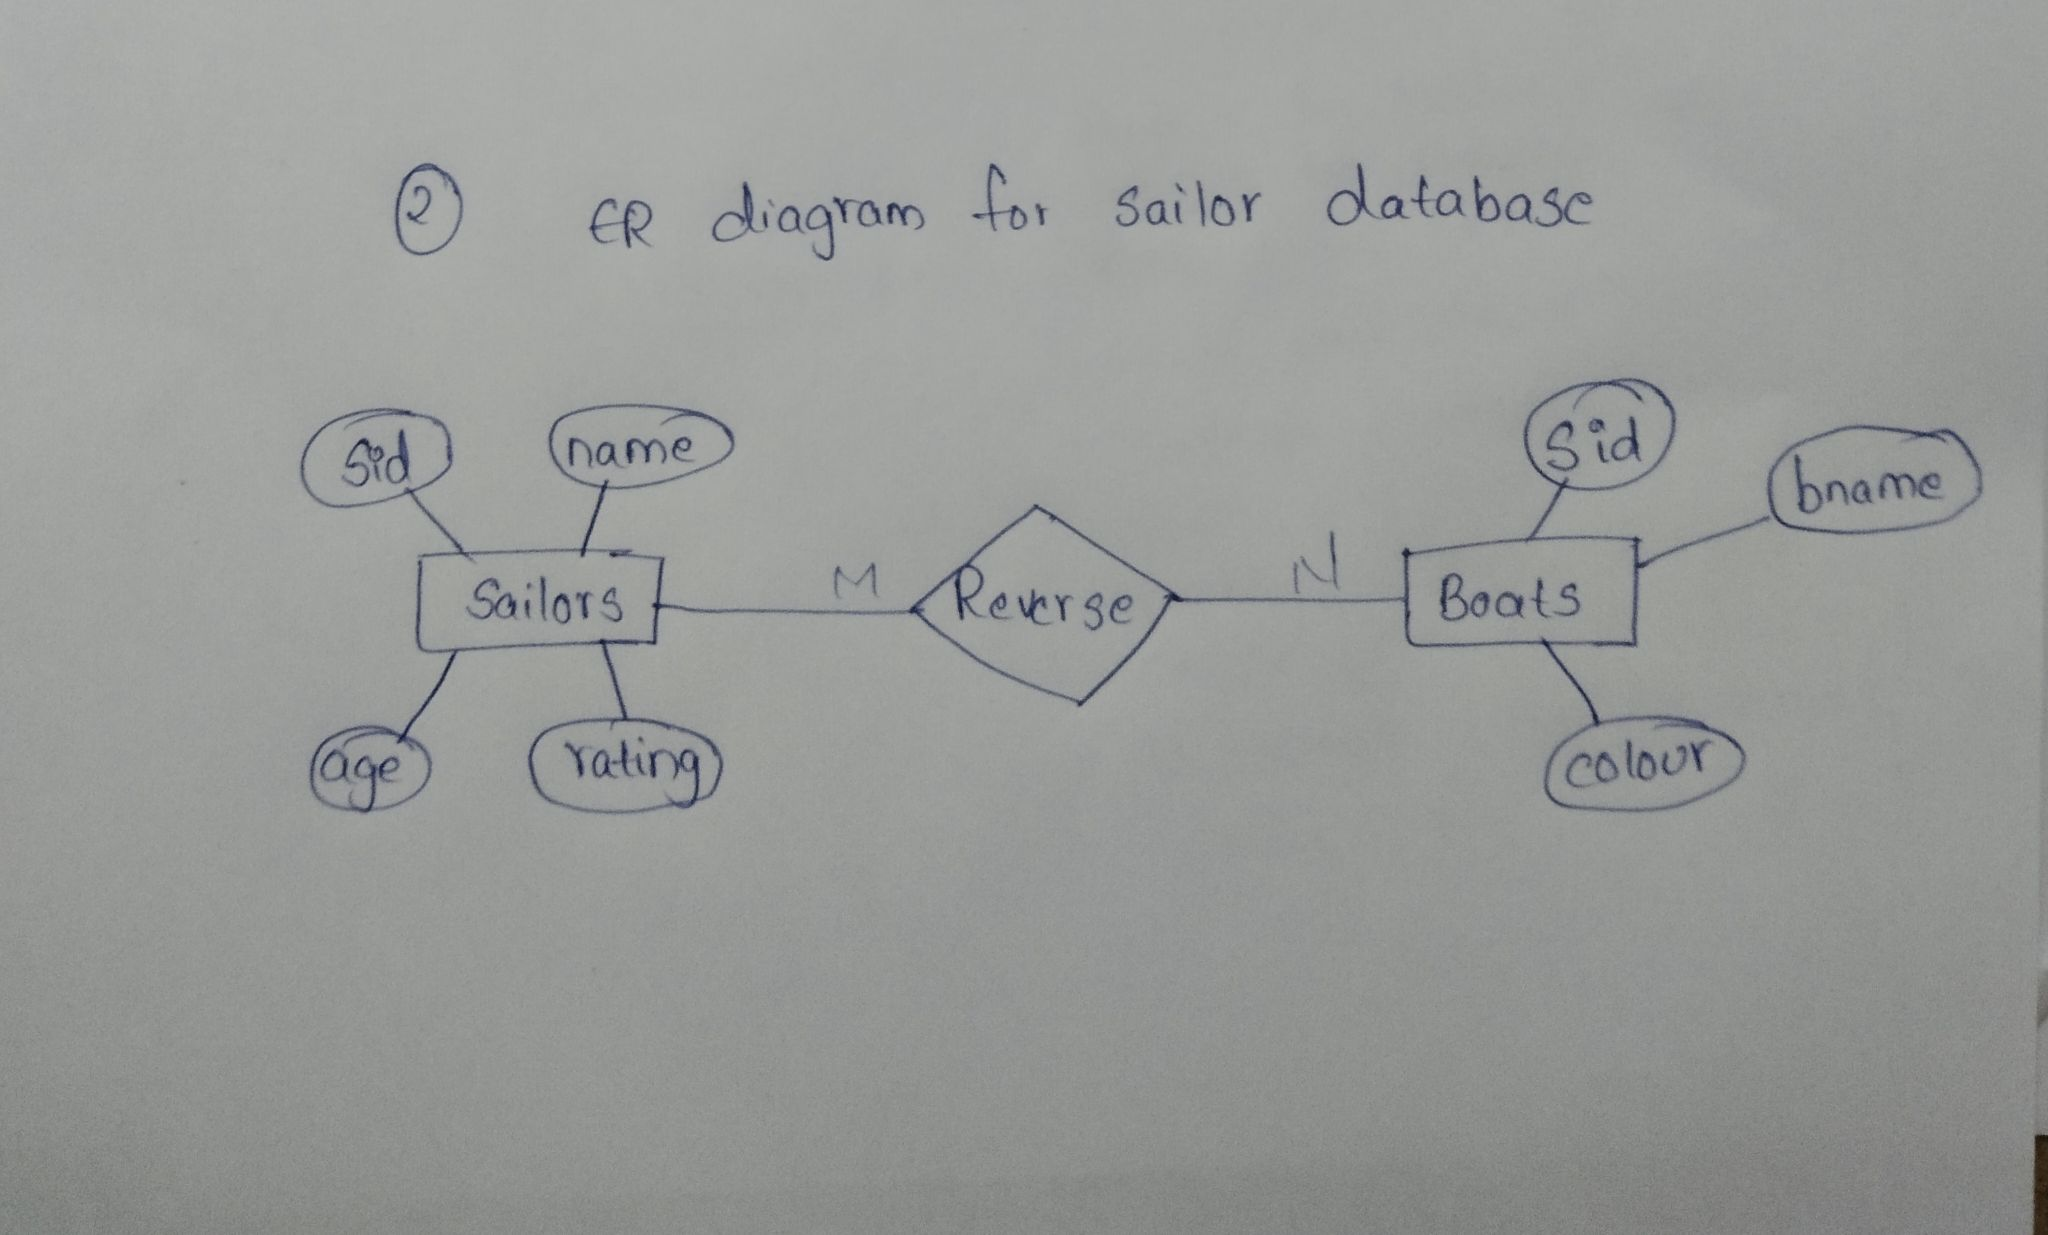 2 ER diagram for sailor database
sid name sid bname
M N
Sailors Reverse Boats
age rating colour